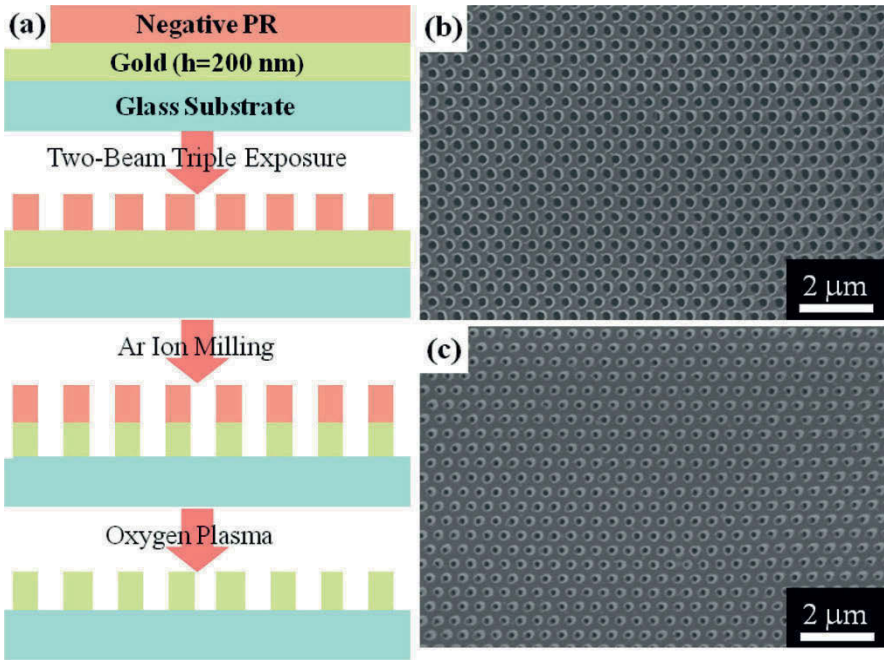 (a)
Negative PR
Gold (h=200 nm)
Glass Substrate
Two-Beam Triple Exposure
Ar Ion Milling
Oxygen Plasma
(b)
2 μm
(c)
2 μm